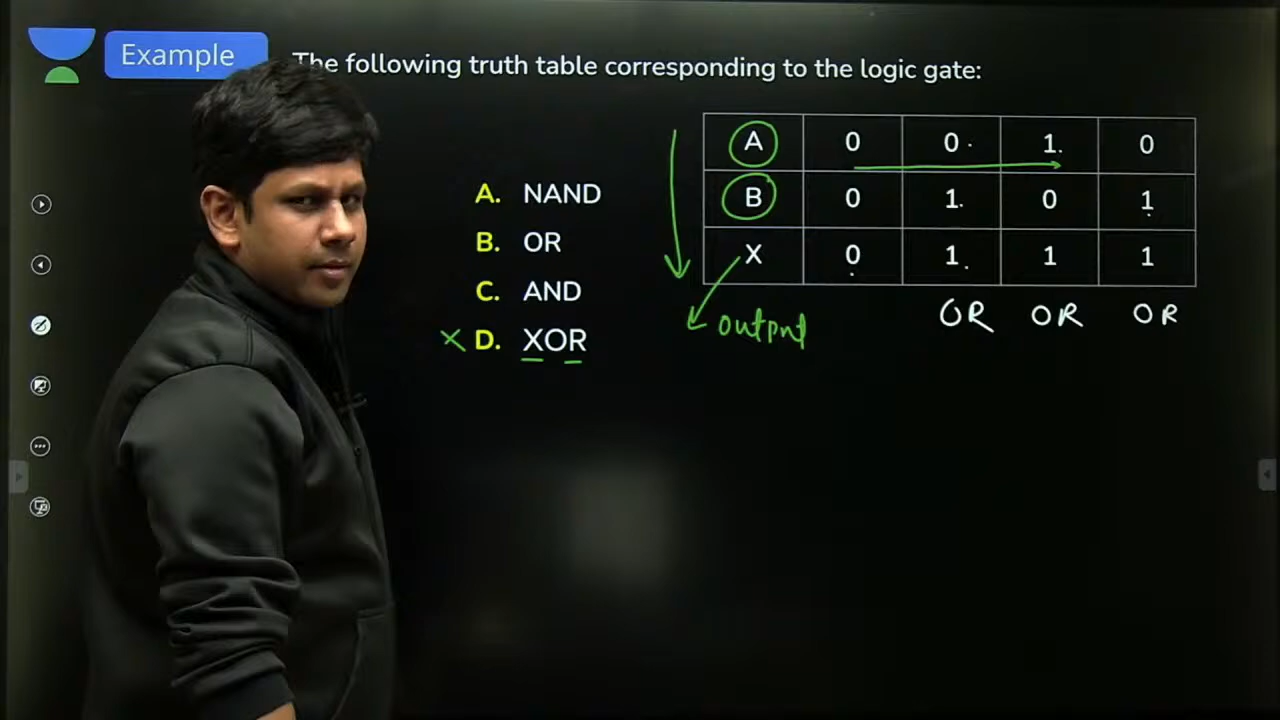 Example
The following truth table corresponding to the logic gate:
A 0 0 1 0
B 0 1 0 1
X 0 1 1 1
A. NAND
B. OR
C. AND
X D. XOR
output
OR OR OR